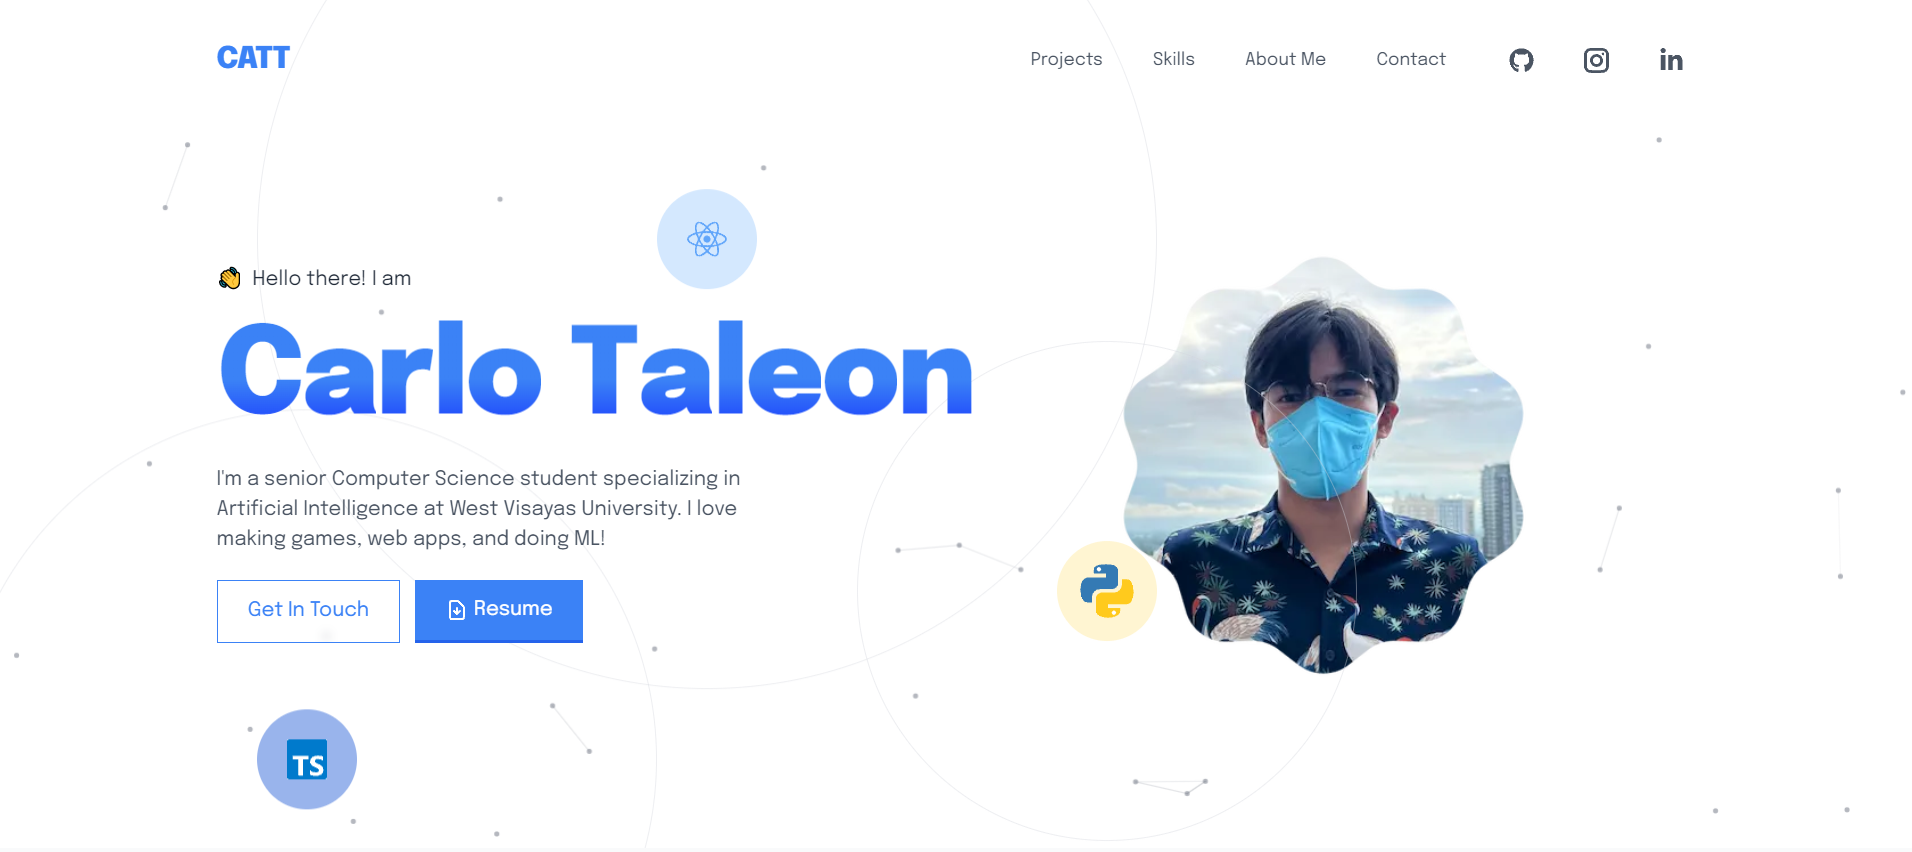 CATT
Projects
Skills
About Me
Contact
Hello there! I am
Carlo Taleon
I'm a senior Computer Science student specializing in
Artificial Intelligence at West Visayas University. I love
making games, web apps, and doing ML!
Get In Touch
Resume
TS